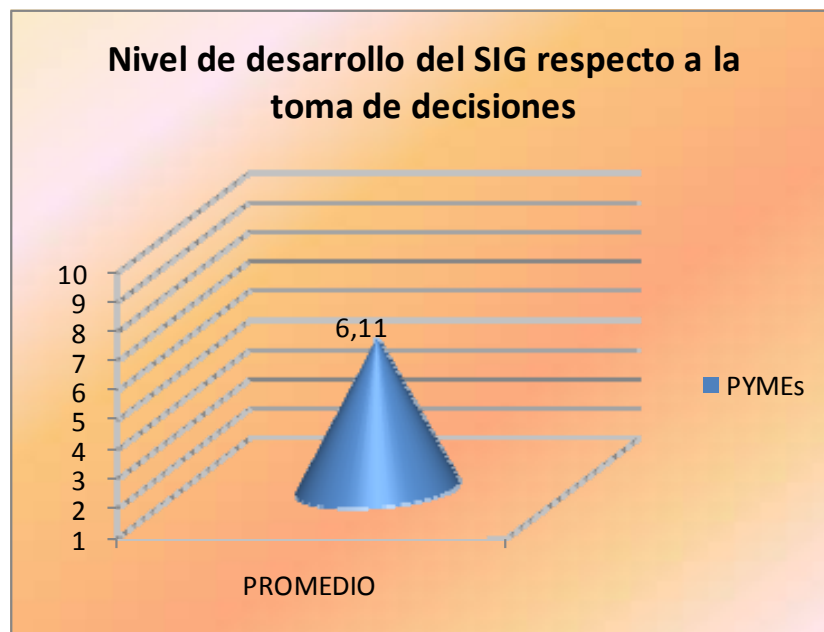 Nivel de desarrollo del SIG respecto a la
toma de decisiones
10
9
8
7
6
5
4
3
2
1
6,11
PYMEs
PROMEDIO